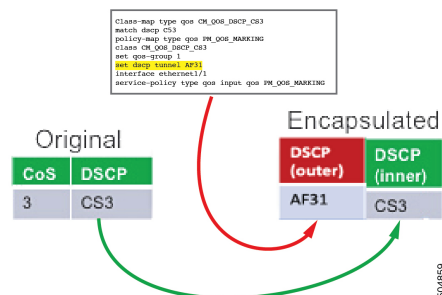 Class-map type qos CM_QOS_DSCP_CS3
match dscp CS3
policy-map type qos PM_QOS_MARKING
class CM_QOS_DSCP_CS3
set qos-group 1
set dscp tunnel AF31
interface ethernet1/1
service-policy type qos input qos PM_QOS_MARKING
Original
CoS DSCP
3 CS3
Encapsulated
DSCP (outer) DSCP (inner)
AF31 CS3